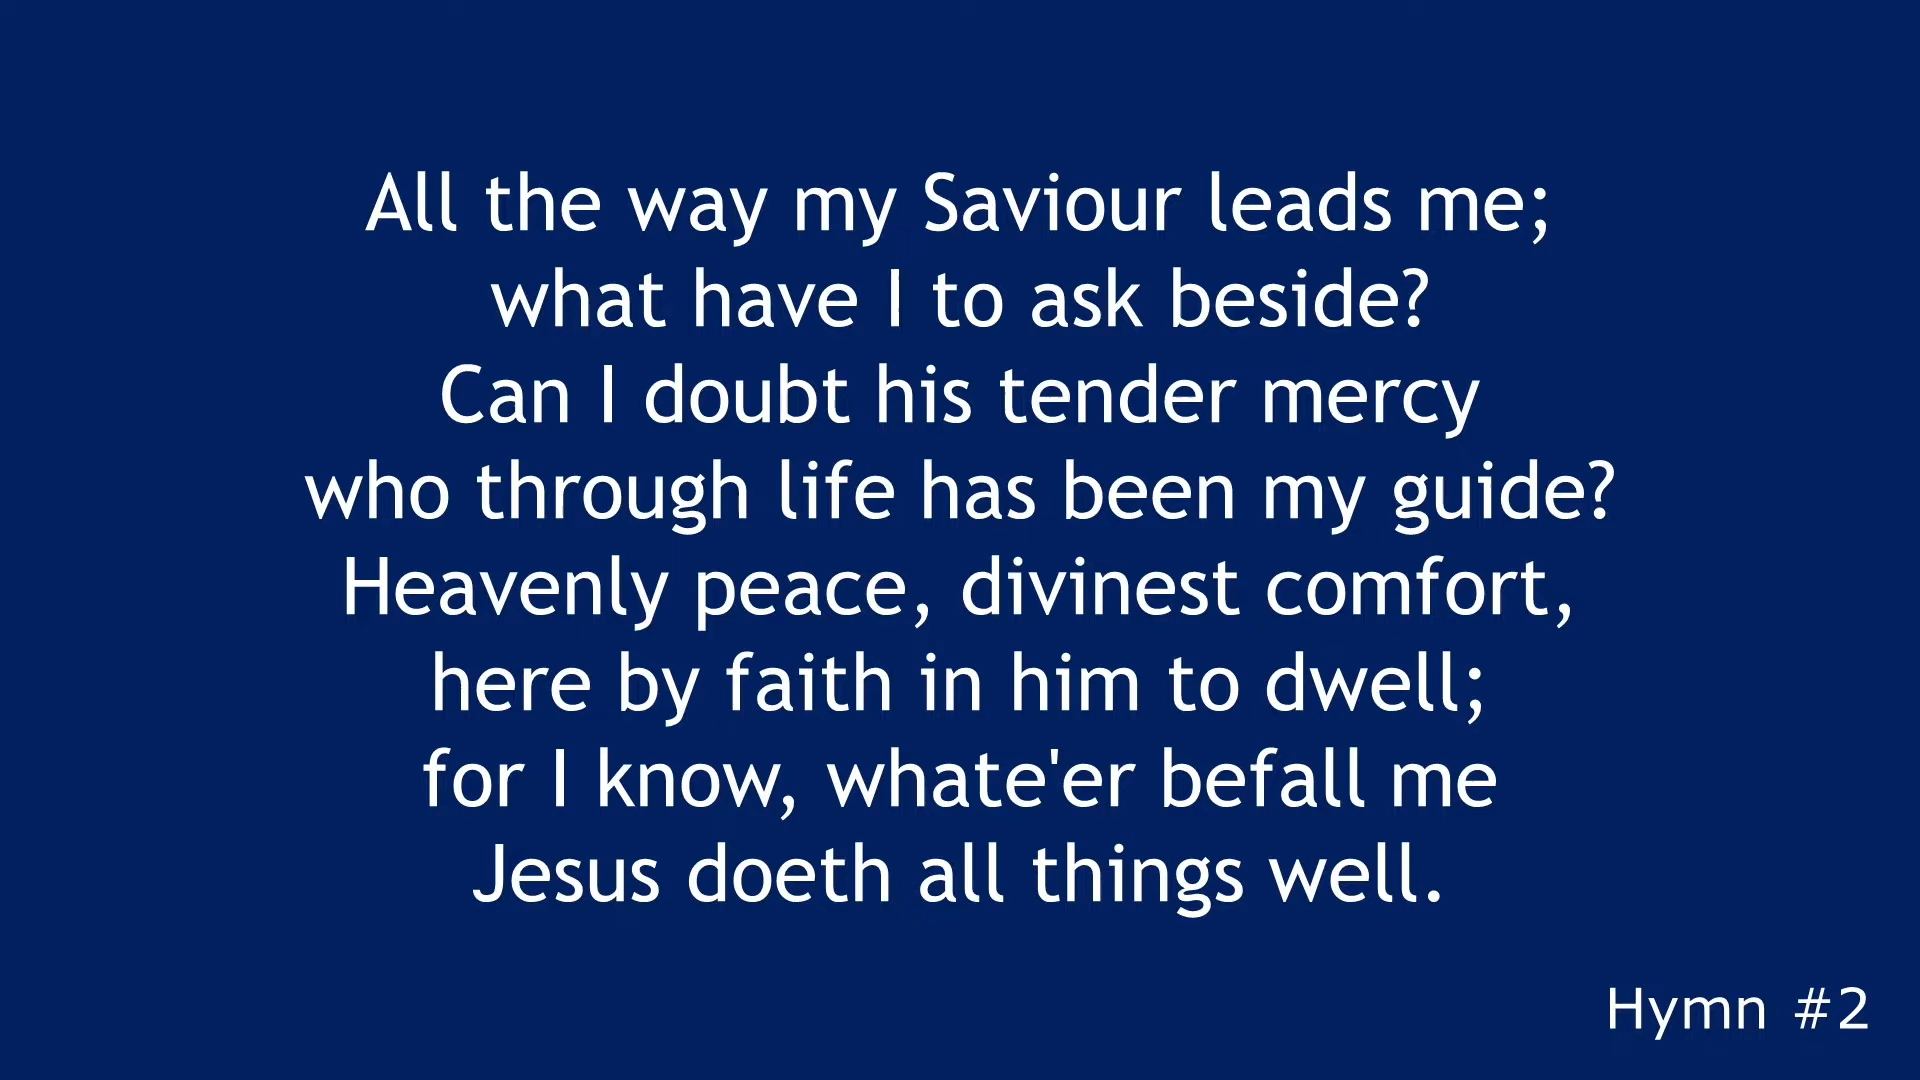 All the way my Saviour leads me;
what have I to ask beside?
Can I doubt his tender mercy
who through life has been my guide?
Heavenly peace, divinest comfort,
here by faith in him to dwell;
for I know, whate'er befall me
Jesus doeth all things well.
Hymn #2